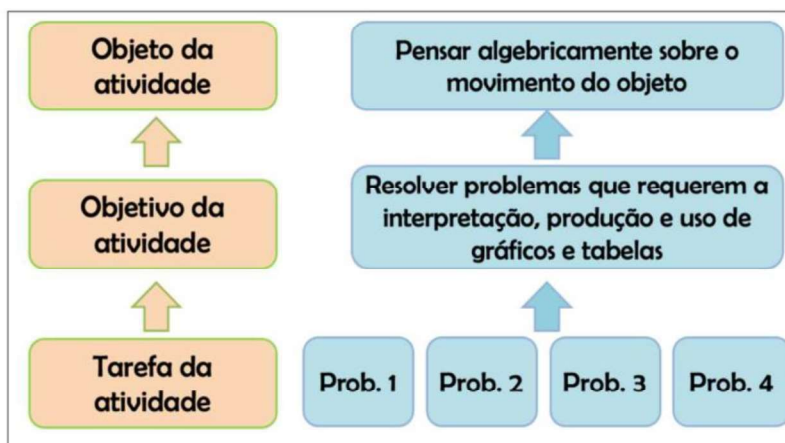 Objeto da
atividade
Pensar algebricamente sobre o
movimento do objeto
Objetivo da
atividade
Resolver problemas que requerem a
interpretação, produção e uso de
gráficos e tabelas
Tarefa da
atividade
Prob. 1
Prob. 2
Prob. 3
Prob. 4